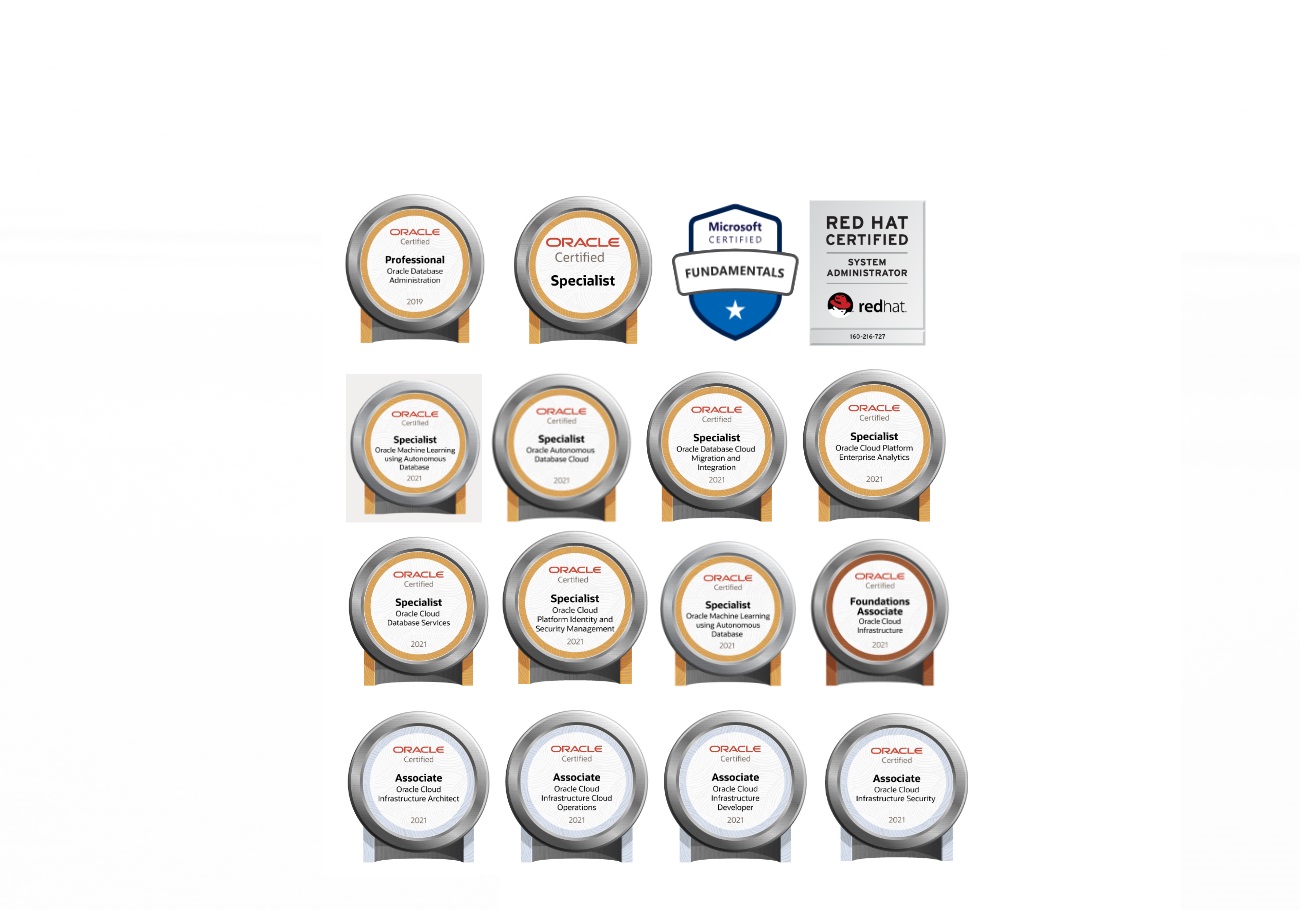 ORACLE
Certified
Professional
Oracle Database
Administration
2019
ORACLE
Certified
Specialist
Microsoft
CERTIFIED
FUNDAMENTALS
RED HAT
CERTIFIED
SYSTEM
ADMINISTRATOR
redhat.
160-216-727
ORACLE
Certified
Specialist
Oracle Machine Learning
using Autonomous
Database
2021
ORACLE
Certified
Specialist
Oracle Autonomous
Database Cloud
2021
ORACLE
Certified
Specialist
Oracle Database Cloud
Migration and
Integration
2021
ORACLE
Certified
Specialist
Oracle Cloud Platform
Enterprise Analytics
2021
ORACLE
Certified
Specialist
Oracle Cloud
Database Services
2021
ORACLE
Certified
Specialist
Oracle Cloud
Platform Identity and
Security Management
2021
ORACLE
Certified
Specialist
Oracle Machine Learning
using Autonomous
Database
2021
ORACLE
Certified
Foundations
Associate
Oracle Cloud
Infrastructure
2021
ORACLE
Certified
Associate
Oracle Cloud
Infrastructure Architect
2021
ORACLE
Certified
Associate
Oracle Cloud
Infrastructure Cloud
Operations
2021
ORACLE
Certified
Associate
Oracle Cloud
Infrastructure
Developer
2021
ORACLE
Certified
Associate
Oracle Cloud
Infrastructure Security
2021